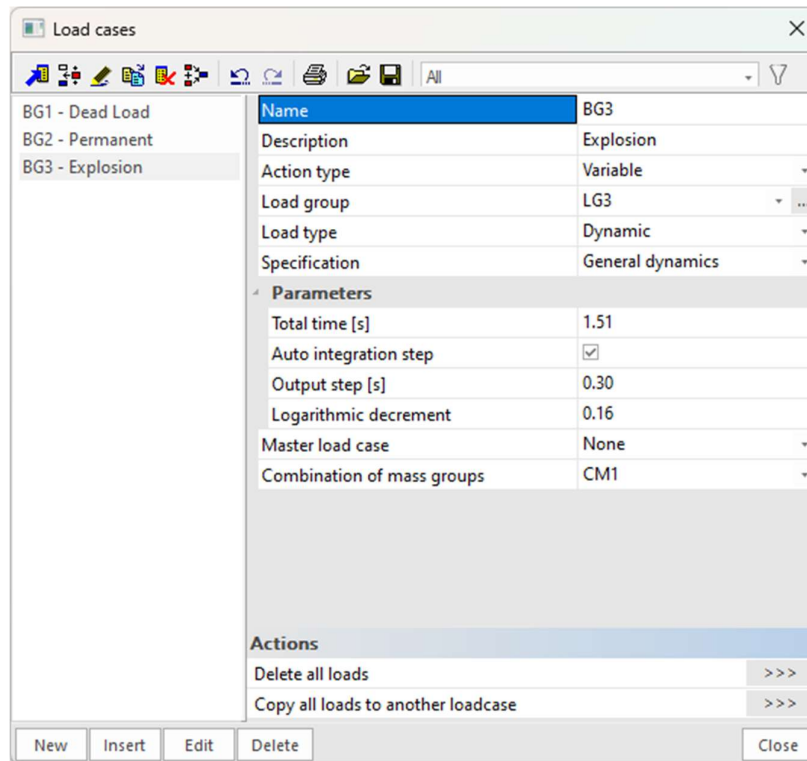 Load cases
All
BG1 - Dead Load
BG2 - Permanent
BG3 - Explosion
Name BG3
Description Explosion
Action type Variable
Load group LG3 ...
Load type Dynamic
Specification General dynamics
Parameters
Total time [s] 1.51
Auto integration step
Output step [s] 0.30
Logarithmic decrement 0.16
Master load case None
Combination of mass groups CM1
Actions
Delete all loads >>>
Copy all loads to another loadcase >>>
New Insert Edit Delete Close